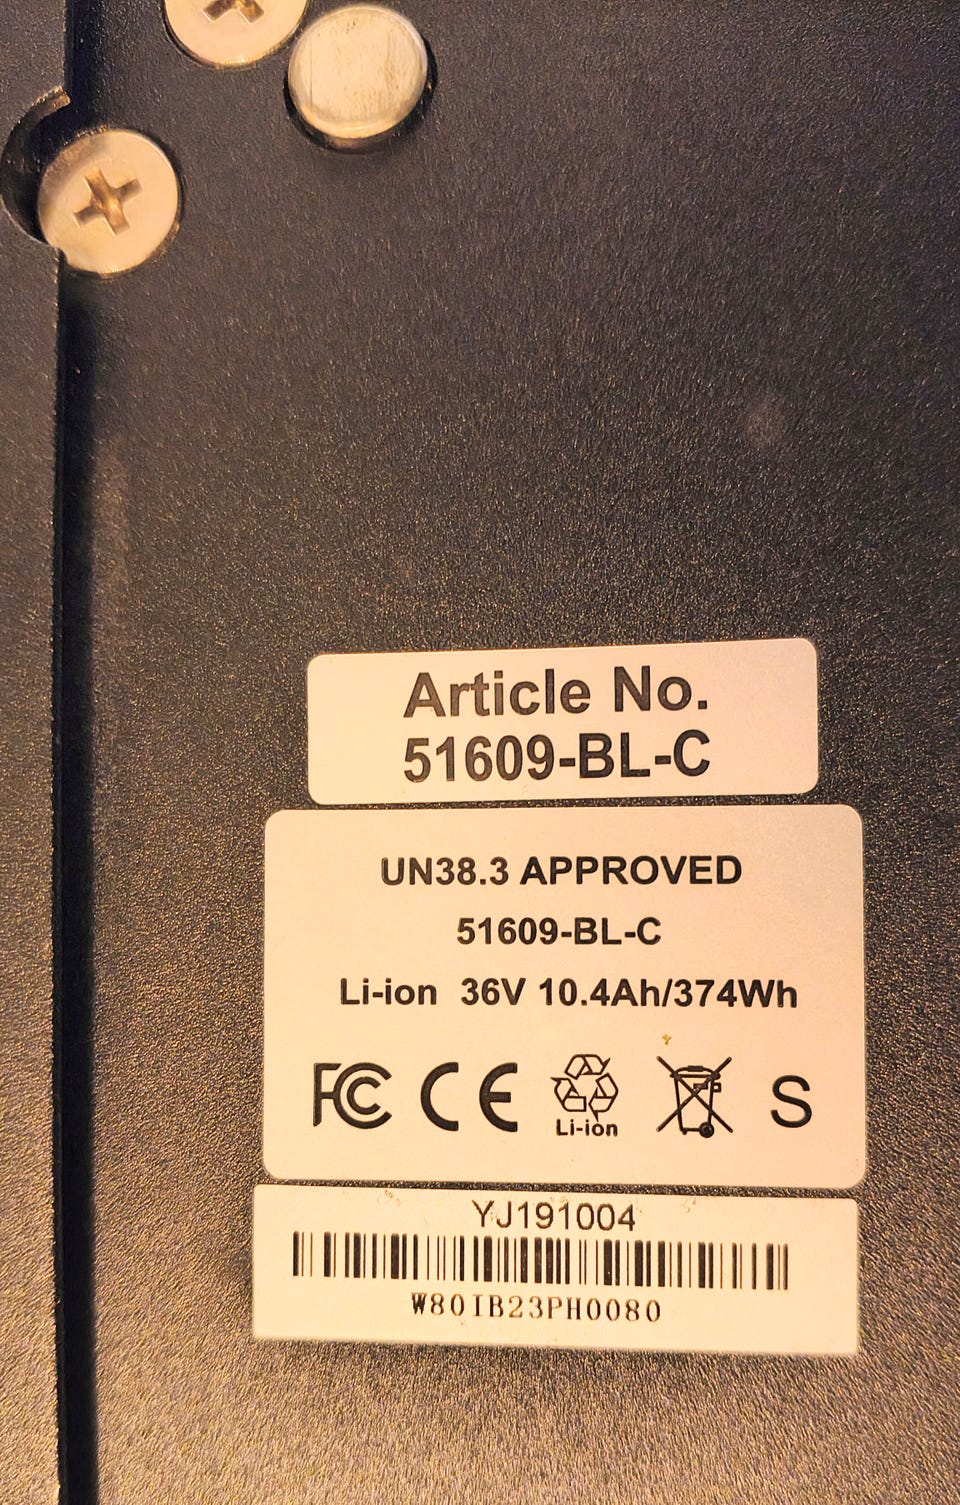 Article No.
51609-BL-C
UN38.3 APPROVED
51609-BL-C
Li-ion 36V 10.4Ah/374Wh
FC CE Li-ion S
YJ191004
W80IB23PH0080